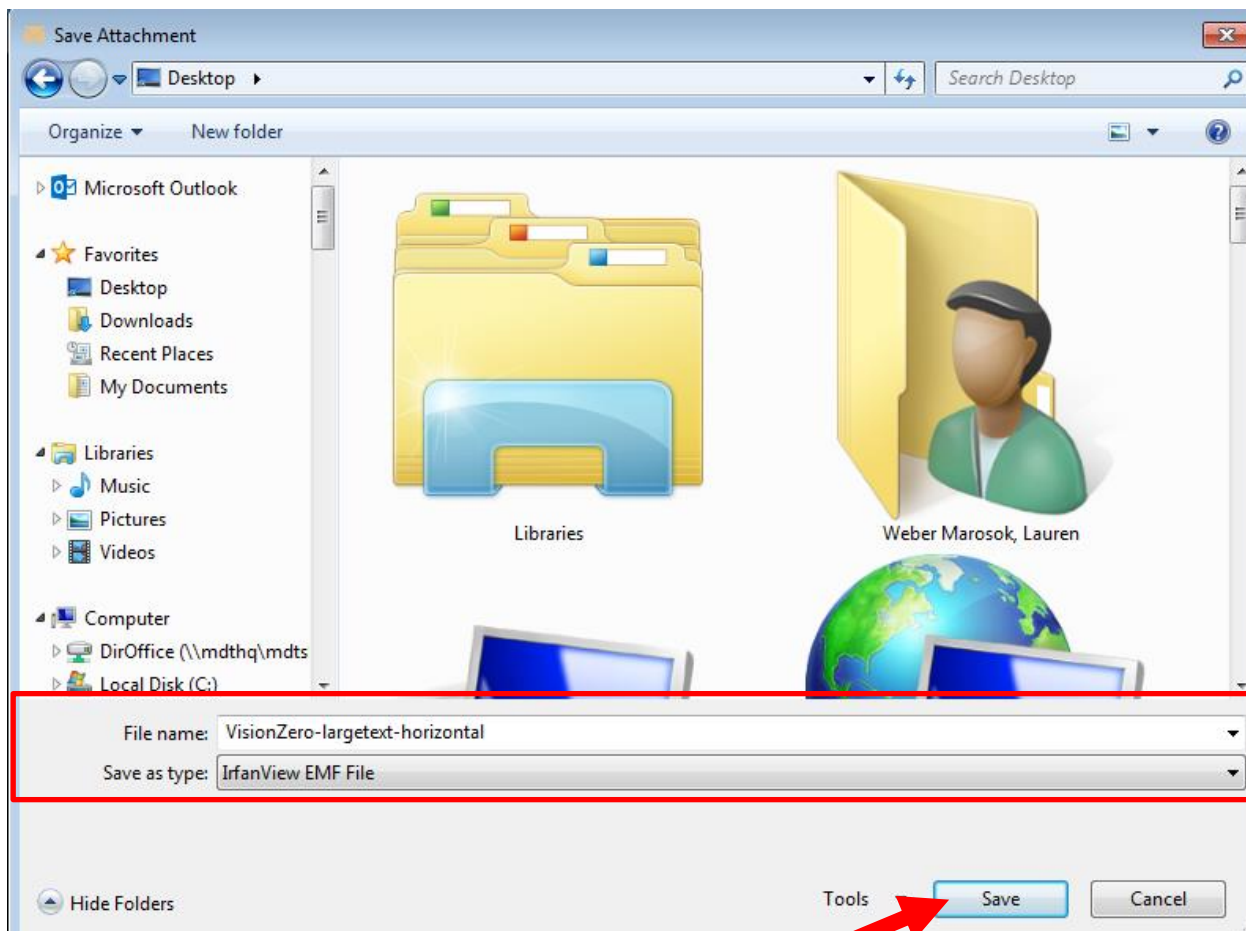 Save Attachment
Desktop
Search Desktop
Organize New folder
Microsoft Outlook
Favorites
Desktop
Downloads
Recent Places
My Documents
Libraries
Music
Pictures
Videos
Computer
DirOffice (\\mdthq\mdts
Local Disk (C:)
Libraries
Weber Marosok, Lauren
File name: VisionZero-largetext-horizontal
Save as type: IrfanView EMF File
Hide Folders
Tools Save Cancel